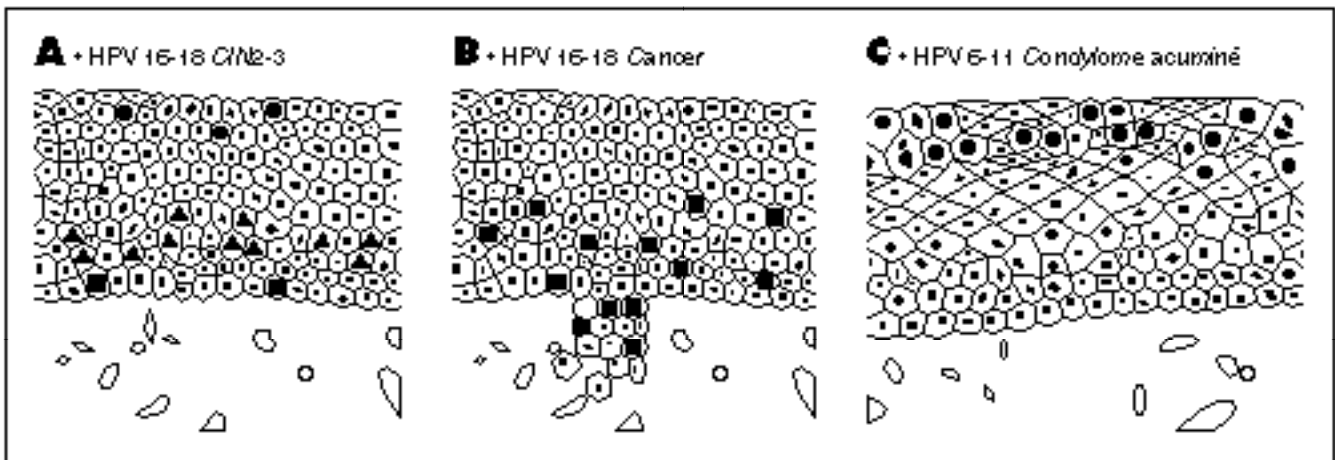 A • HPV 16-18 CIN2-3
B • HPV 16-18 Cancer
C • HPV 6-11 Condylome acuminé